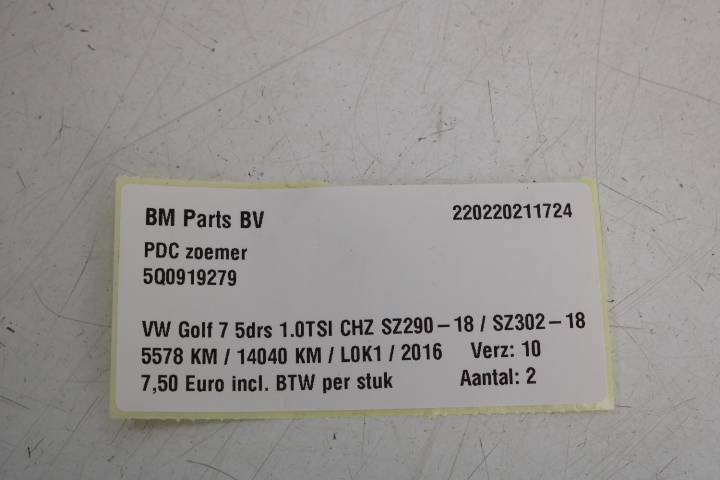 BM Parts BV 220220211724
PDC zoemer
5Q0919279
VW Golf 7 5drs 1.0TSI CHZ SZ290-18 / SZ302-18
5578 KM / 14040 KM / L0K1 / 2016 Verz: 10
7,50 Euro incl. BTW per stuk Aantal: 2